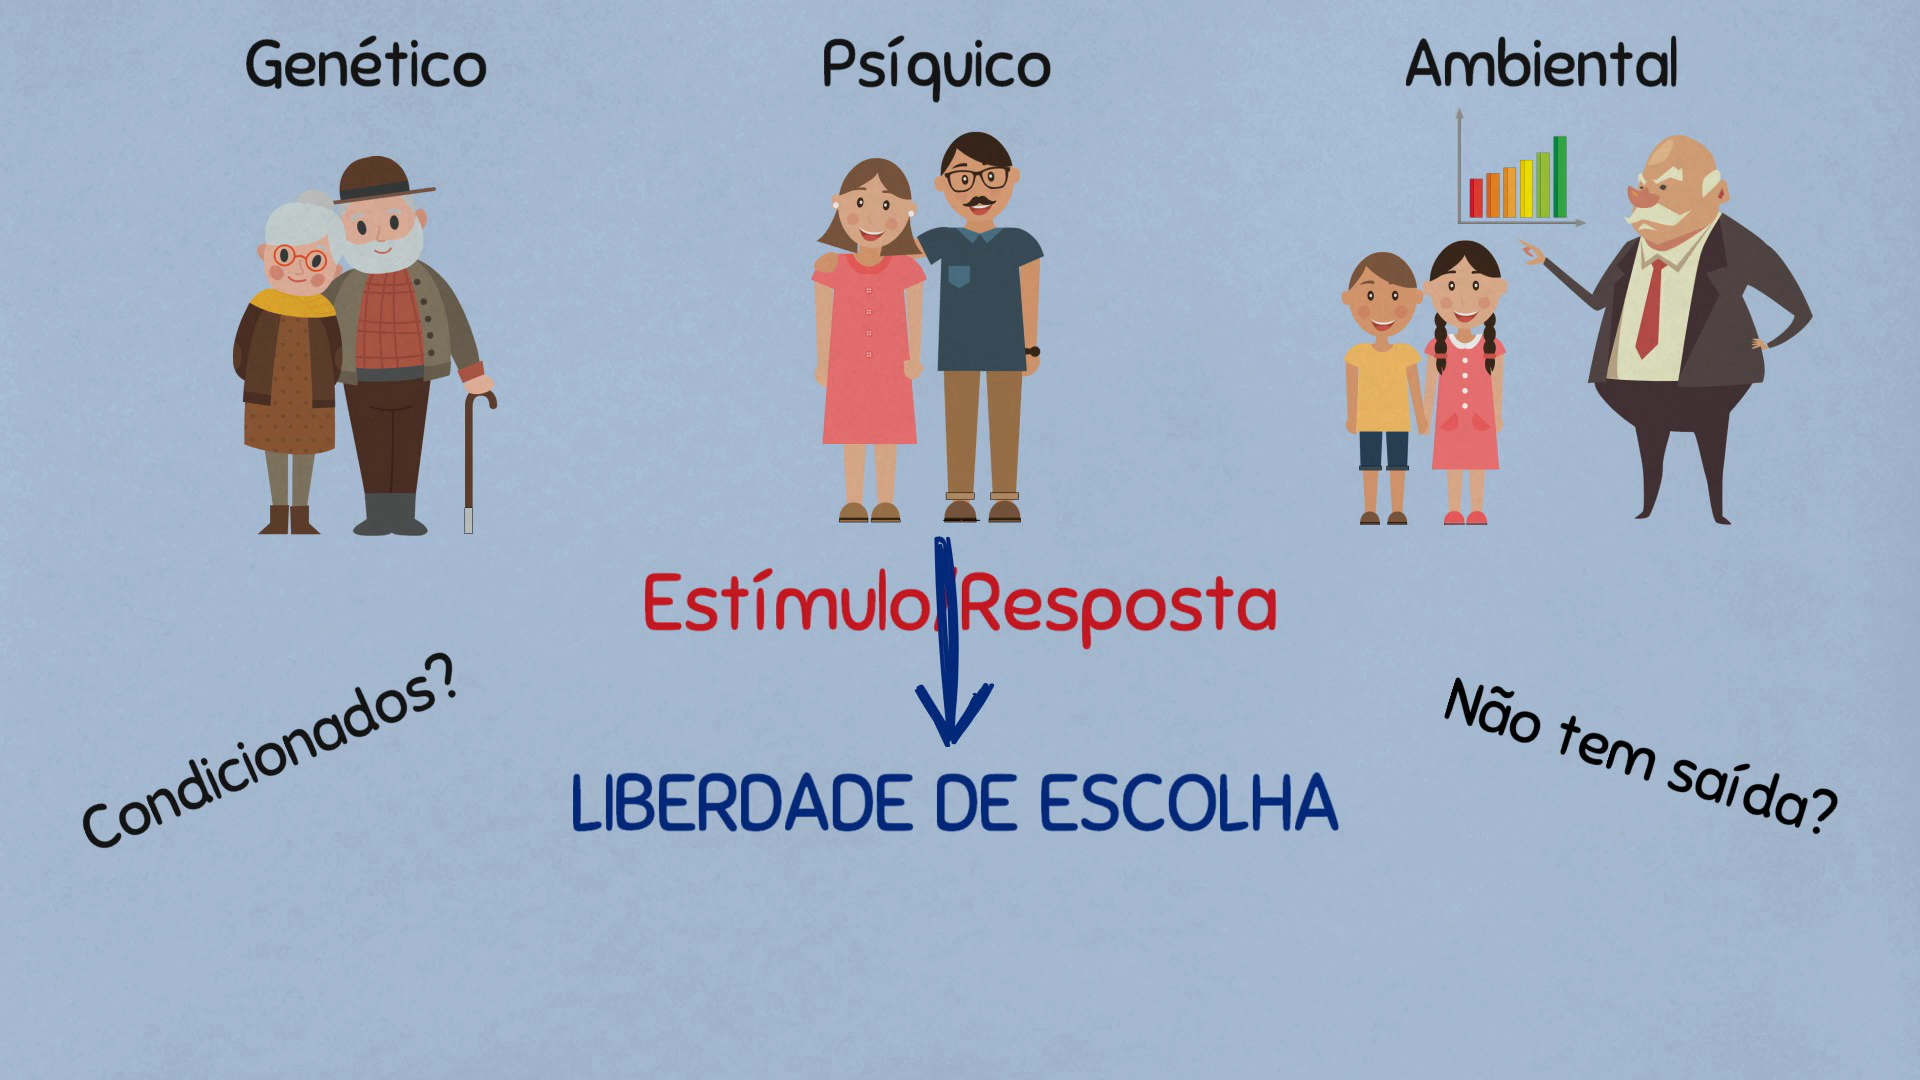 Genético
Psíquico
Ambiental
Estímulo/Resposta
Condicionados?
Não tem saída?
LIBERDADE DE ESCOLHA